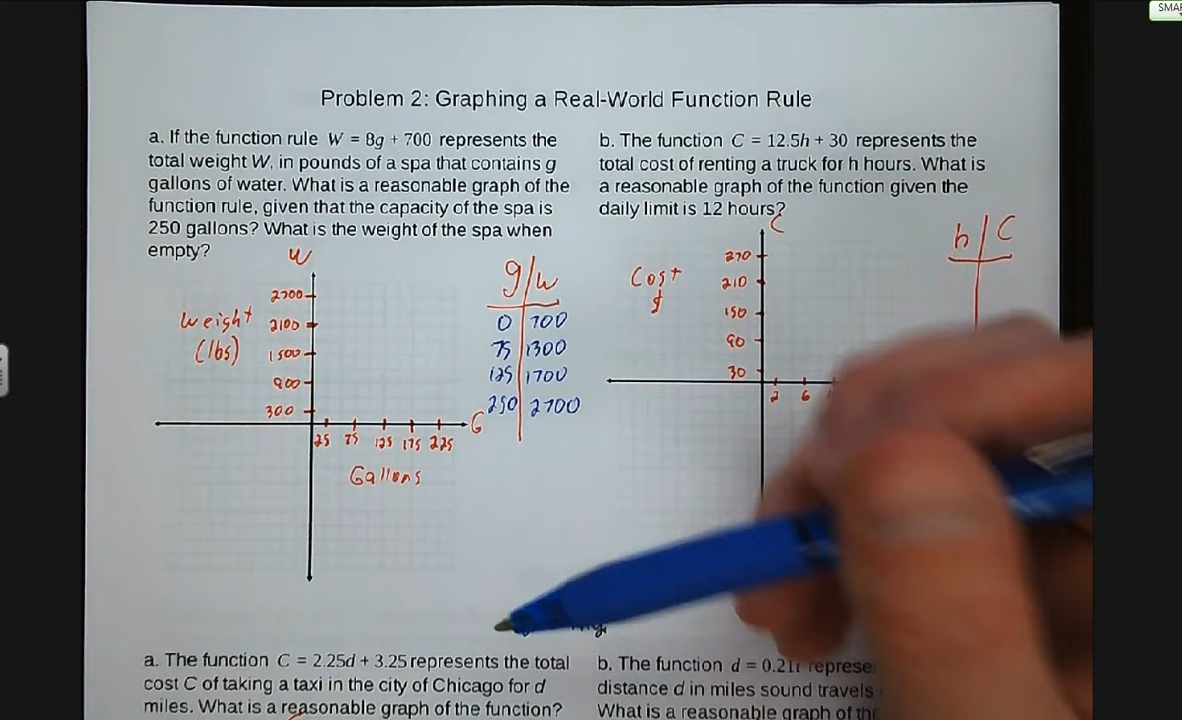 SMAR
Problem 2: Graphing a Real-World Function Rule
a. If the function rule W = 8g + 700 represents the
total weight W, in pounds of a spa that contains g
gallons of water. What is a reasonable graph of the
function rule, given that the capacity of the spa is
250 gallons? What is the weight of the spa when
empty?
W
2700
Weight
2100
(lbs)
1500
900
300
25 75 125 175 225
G
Gallons
g W
0 700
75 1300
125 1700
250 2700
b. The function C = 12.5h + 30 represents the
total cost of renting a truck for h hours. What is
a reasonable graph of the function given the
daily limit is 12 hours?
C
Cost
$
270
210
150
90
30
2 6
h C
a. The function C = 2.25d + 3.25 represents the total
cost C of taking a taxi in the city of Chicago for d
miles. What is a reasonable graph of the function?
b. The function d = 0.21t represe
distance d in miles sound travels
What is a reasonable graph of the